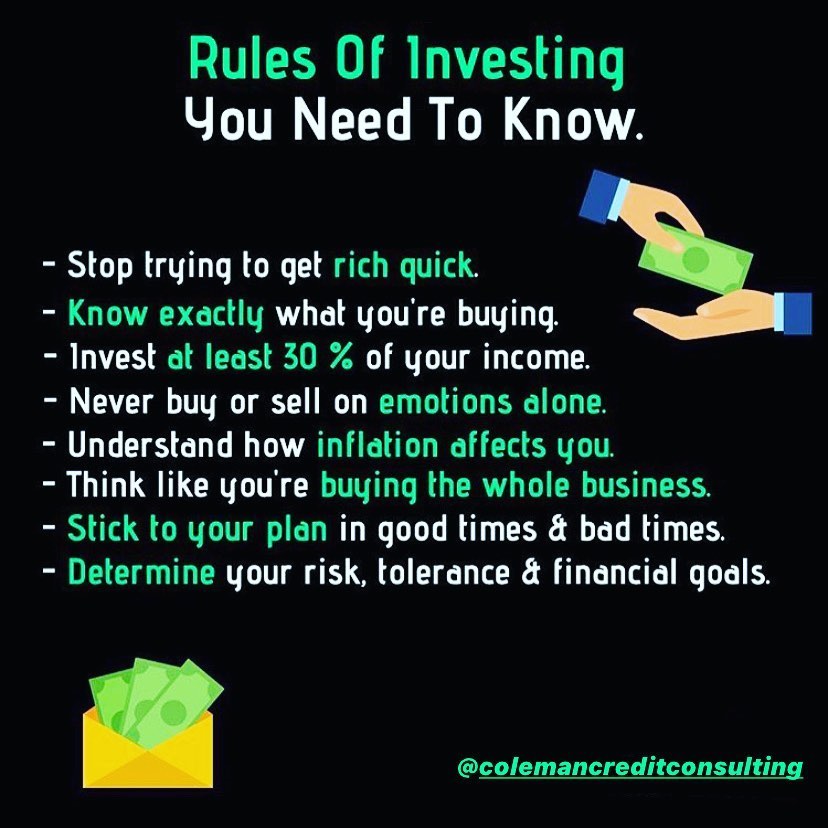 Rules Of Investing
You Need To Know.
- Stop trying to get rich quick.
- Know exactly what you're buying.
- Invest at least 30 % of your income.
- Never buy or sell on emotions alone.
- Understand how inflation affects you.
- Think like you're buying the whole business.
- Stick to your plan in good times & bad times.
- Determine your risk, tolerance & financial goals.
@colemancreditconsulting